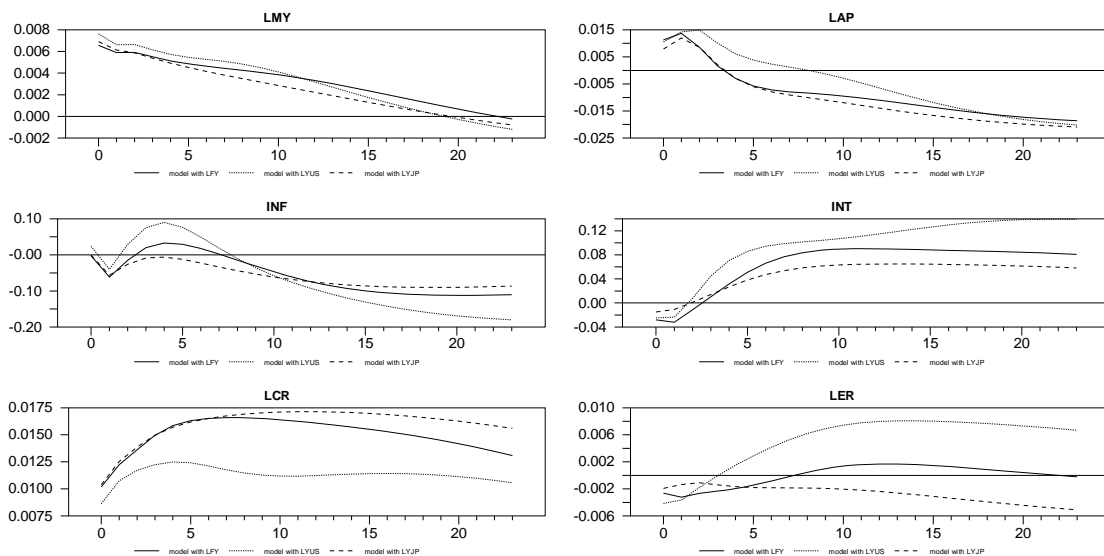 LMY
0.008
0.006
0.004
0.002
0.000
-0.002
0 5 10 15 20
model with LFY model with LYUS model with LYJP
LAP
0.015
0.005
-0.005
-0.015
-0.025
0 5 10 15 20
model with LFY model with LYUS model with LYJP
INF
0.10
-0.00
-0.10
-0.20
0 5 10 15 20
model with LFY model with LYUS model with LYJP
INT
0.12
0.08
0.04
0.00
-0.04
0 5 10 15 20
model with LFY model with LYUS model with LYJP
LCR
0.0175
0.0150
0.0125
0.0100
0.0075
0 5 10 15 20
model with LFY model with LYUS model with LYJP
LER
0.010
0.006
0.002
-0.002
-0.006
0 5 10 15 20
model with LFY model with LYUS model with LYJP